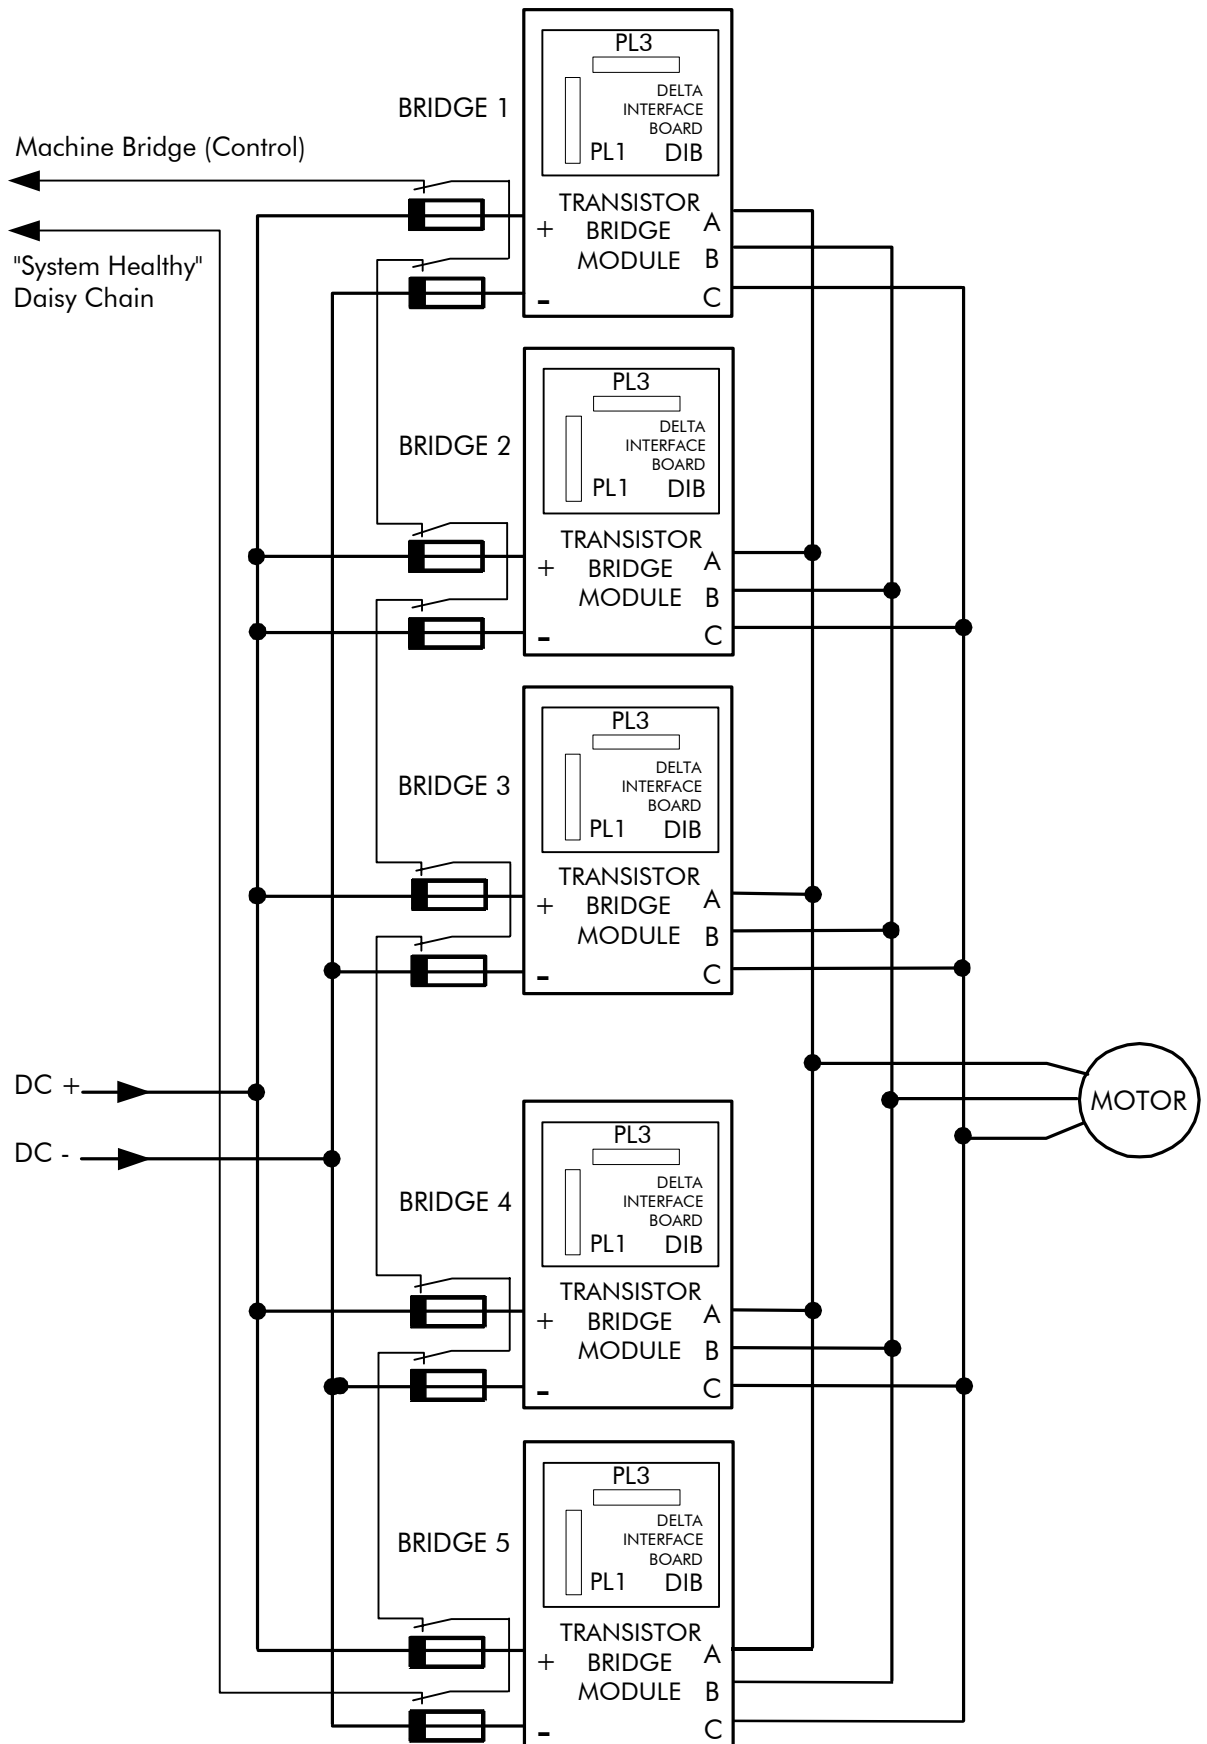 PL3
DELTA
INTERFACE
BOARD
PL1 DIB
BRIDGE 1
Machine Bridge (Control)
"System Healthy"
Daisy Chain
TRANSISTOR
BRIDGE
MODULE
+
-
A
B
C
PL3
DELTA
INTERFACE
BOARD
PL1 DIB
BRIDGE 2
TRANSISTOR
BRIDGE
MODULE
+
-
A
B
C
PL3
DELTA
INTERFACE
BOARD
PL1 DIB
BRIDGE 3
TRANSISTOR
BRIDGE
MODULE
+
-
A
B
C
DC +
DC -
MOTOR
PL3
DELTA
INTERFACE
BOARD
PL1 DIB
BRIDGE 4
TRANSISTOR
BRIDGE
MODULE
+
-
A
B
C
PL3
DELTA
INTERFACE
BOARD
PL1 DIB
BRIDGE 5
TRANSISTOR
BRIDGE
MODULE
+
-
A
B
C